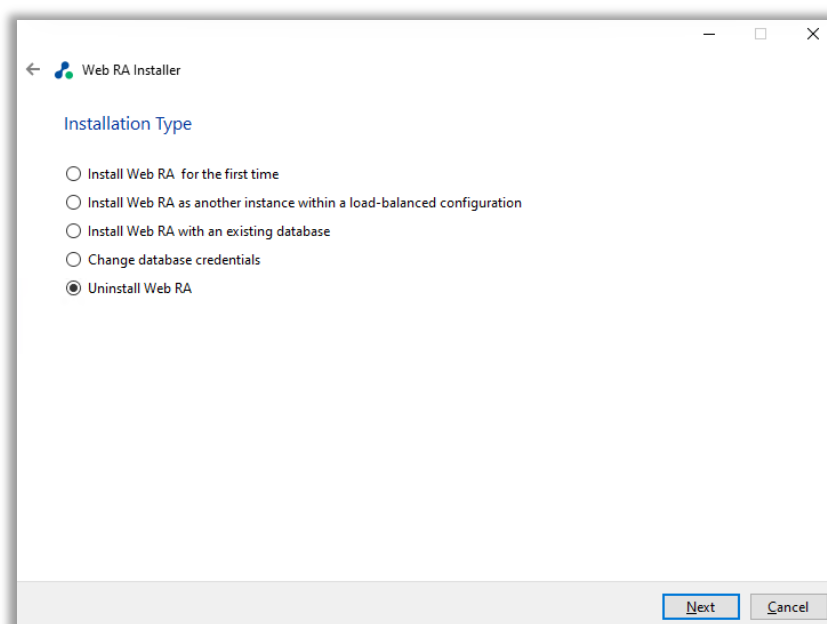 Web RA Installer
Installation Type
Install Web RA for the first time
Install Web RA as another instance within a load-balanced configuration
Install Web RA with an existing database
Change database credentials
Uninstall Web RA
Next
Cancel